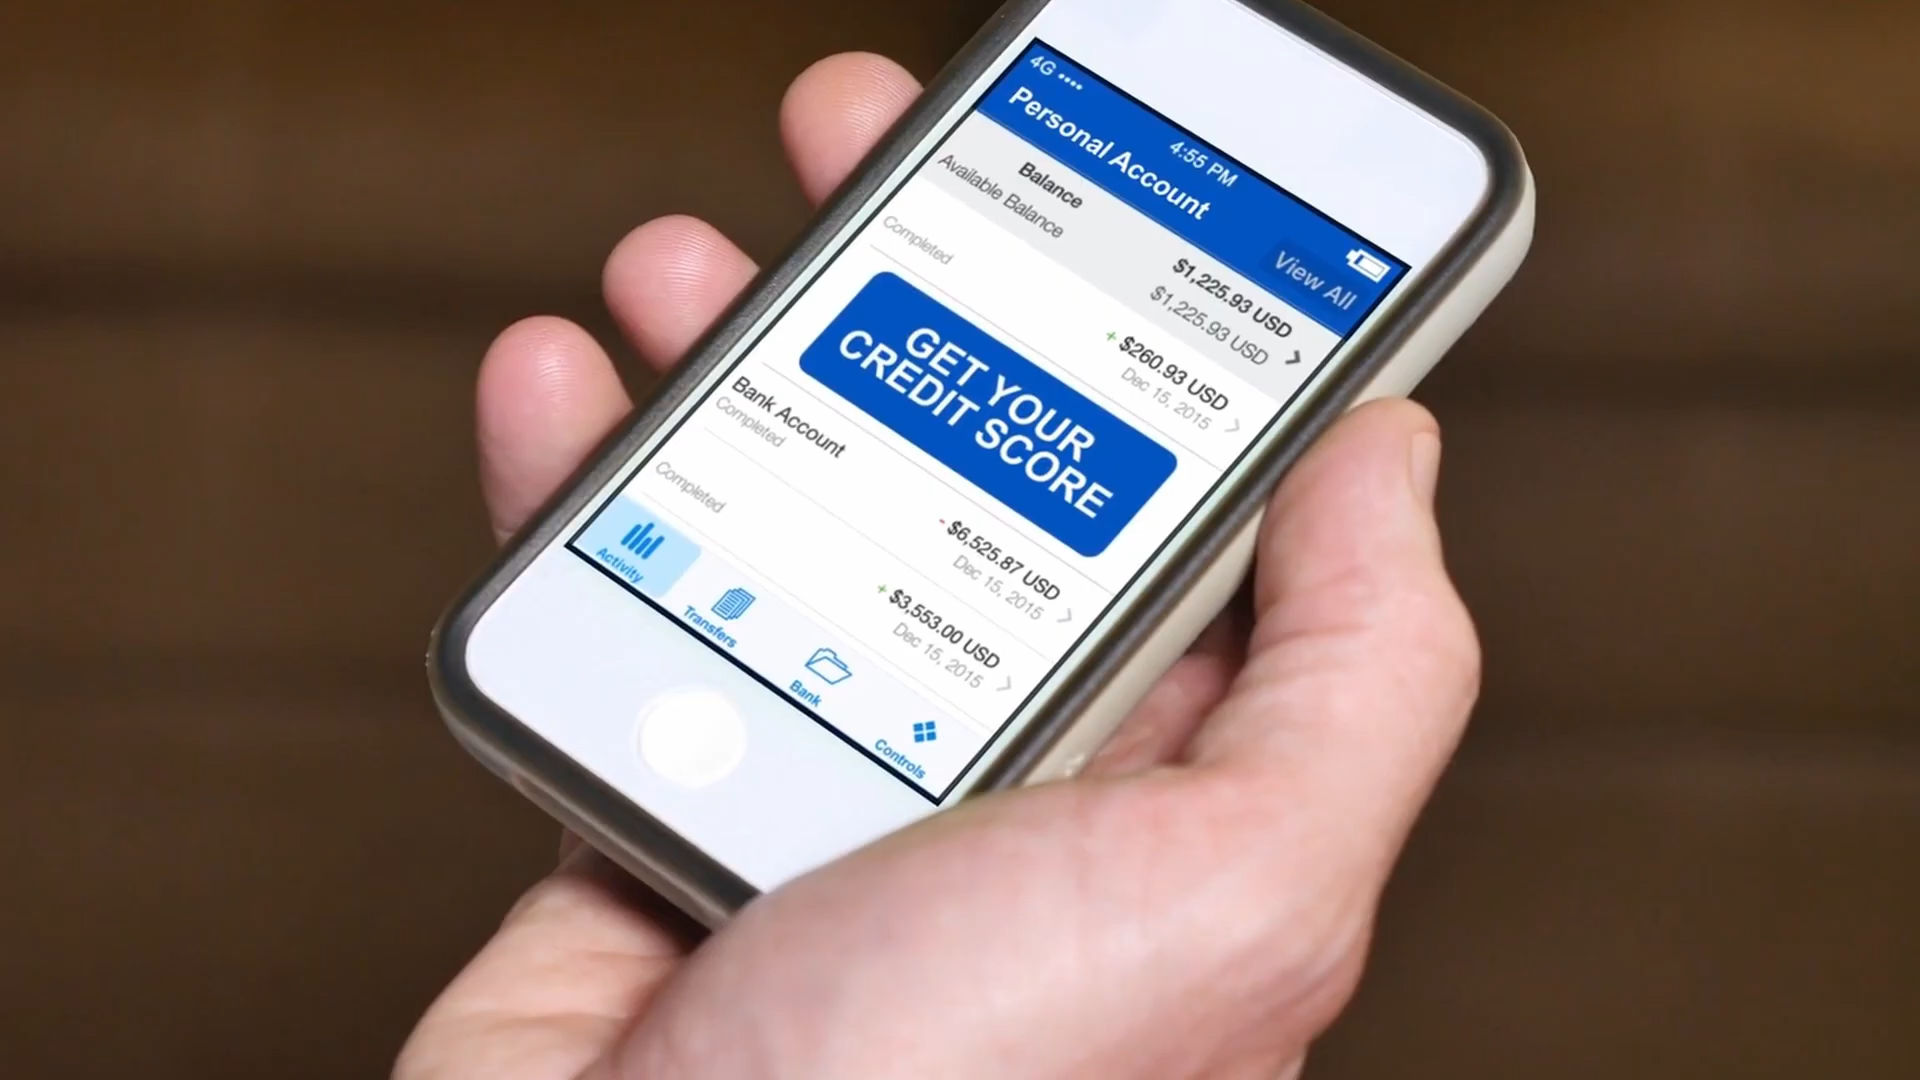 4G •••• 4:55 PM
Personal Account
View All
Balance $1,225.93 USD
Available Balance $1,225.93 USD
+ $260.93 USD
Completed Dec 15, 2015
GET YOUR
CREDIT SCORE
Bank Account - $6,525.87 USD
Completed Dec 15, 2015
+ $3,553.00 USD
Completed Dec 15, 2015
Activity
Transfers
Bank
Controls